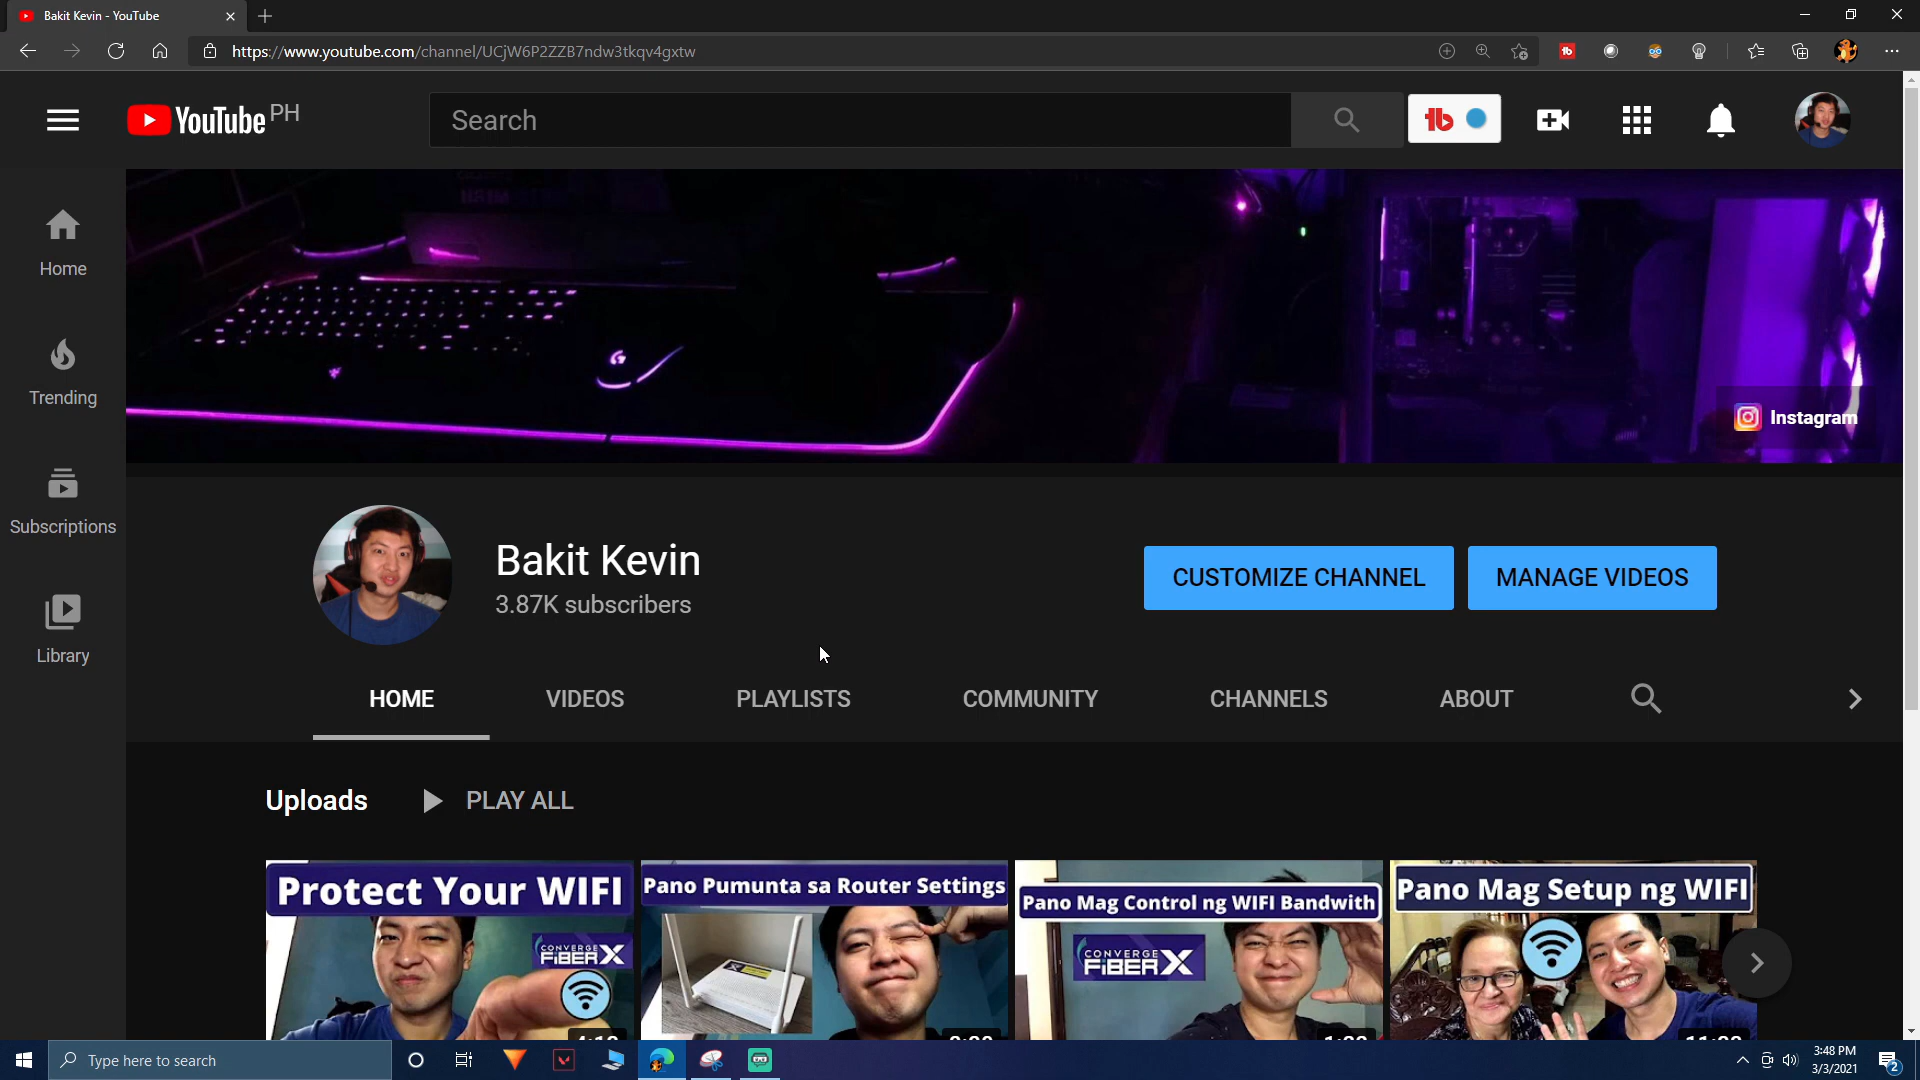 Bakit Kevin - YouTube
https://www.youtube.com/channel/UCjW6P2ZZB7ndw3tkqv4gxtw
YouTube PH
Search
Home
Trending
Subscriptions
Library
Instagram
Bakit Kevin
3.87K subscribers
CUSTOMIZE CHANNEL
MANAGE VIDEOS
HOME
VIDEOS
PLAYLISTS
COMMUNITY
CHANNELS
ABOUT
Uploads
PLAY ALL
Protect Your WIFI
CONVERGE
FiBERX
Pano Pumunta sa Router Settings
Pano Mag Control ng WIFI Bandwith
CONVERGE
FiBERX
Pano Mag Setup ng WIFI
Type here to search
3:48 PM
3/3/2021
2